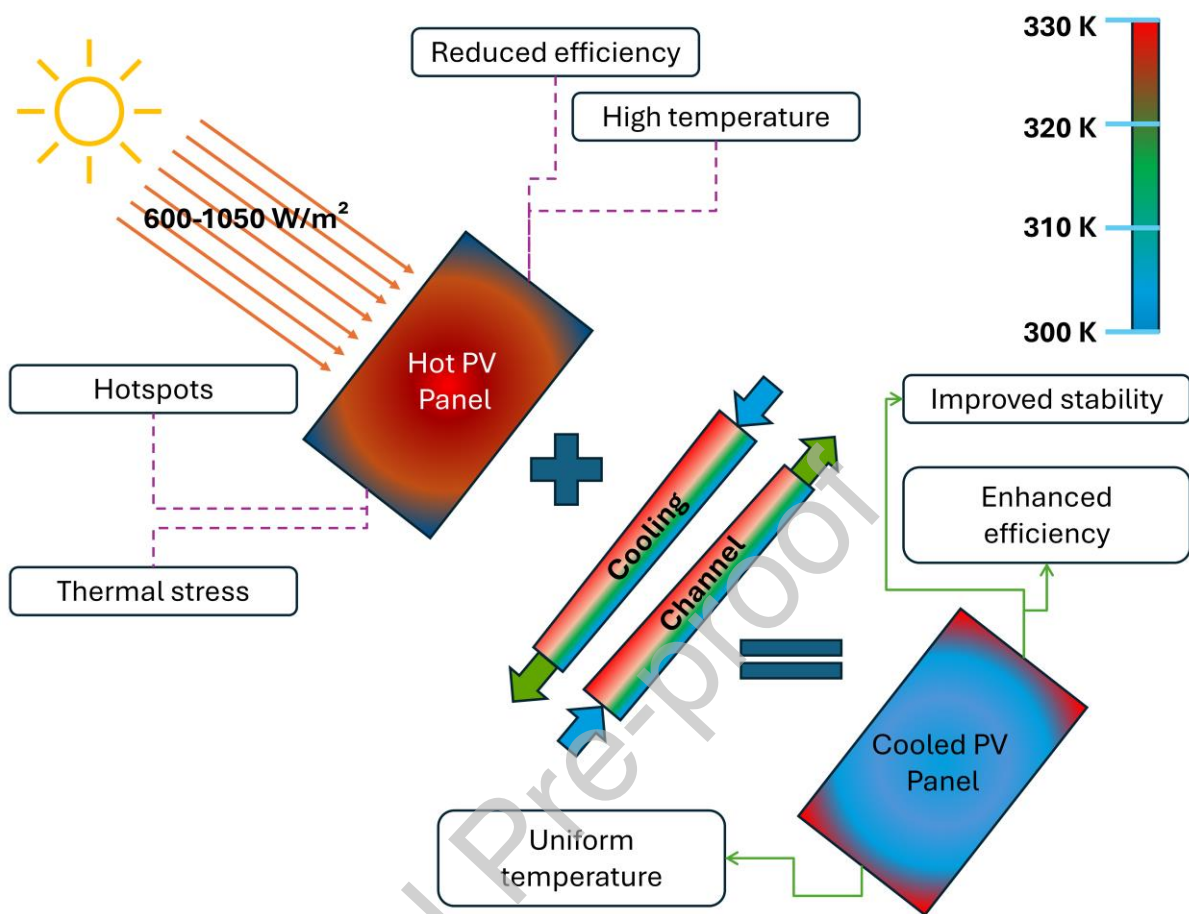 Reduced efficiency
High temperature
330 K
320 K
310 K
300 K
600-1050 W/m²
Hot PV
Panel
Hotspots
Thermal stress
Cooling
Channel
Improved stability
Enhanced
efficiency
Cooled PV
Panel
Uniform
temperature
Pre-proof